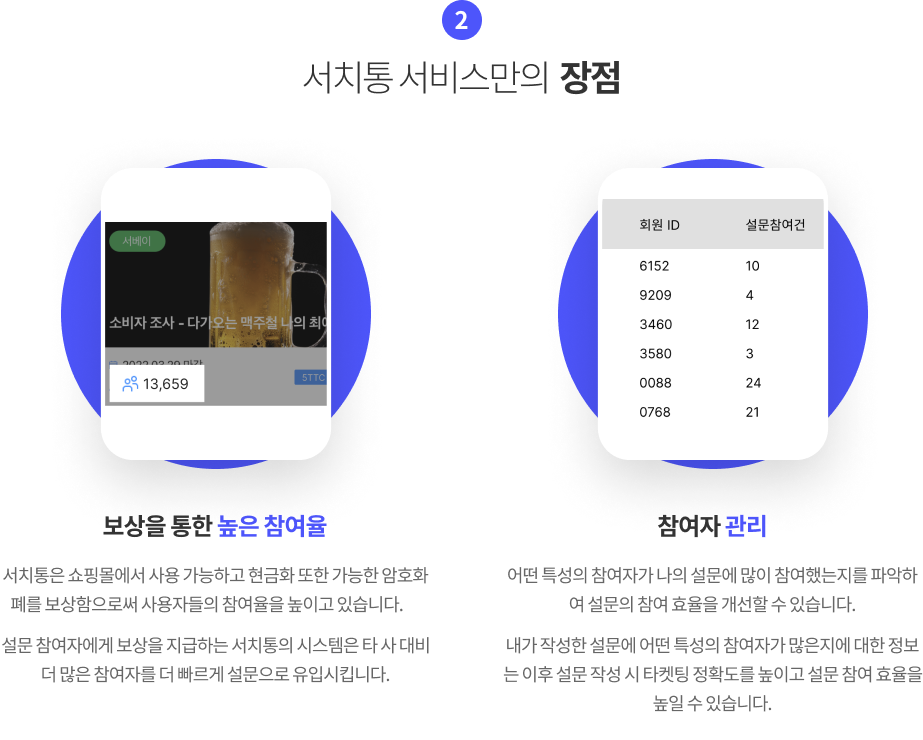 2
서치통 서비스만의 장점
서베이
소비자 조사 - 다가오는 맥주철 나의 최애
2022.03.29 마감
13,659
5TTC
회원 ID 설문참여건
6152 10
9209 4
3460 12
3580 3
0088 24
0768 21
보상을 통한 높은 참여율
서치통은 쇼핑몰에서 사용 가능하고 현금화 또한 가능한 암호화
폐를 보상함으로써 사용자들의 참여율을 높이고 있습니다.
설문 참여자에게 보상을 지급하는 서치통의 시스템은 타 사 대비
더 많은 참여자를 더 빠르게 설문으로 유입시킵니다.
참여자 관리
어떤 특성의 참여자가 나의 설문에 많이 참여했는지를 파악하
여 설문의 참여 효율을 개선할 수 있습니다.
내가 작성한 설문에 어떤 특성의 참여자가 많은지에 대한 정보
는 이후 설문 작성 시 타켓팅 정확도를 높이고 설문 참여 효율을
높일 수 있습니다.